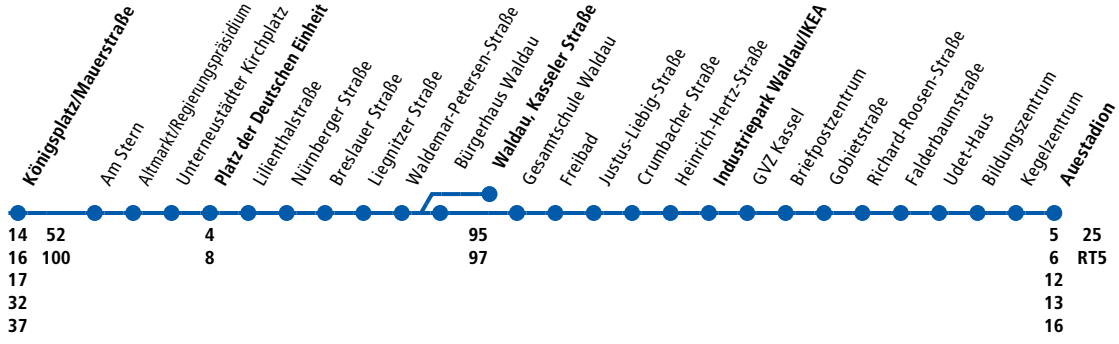 Königsplatz/Mauerstraße
Am Stern
Altmarkt/Regierungspräsidium
Unterneustädter Kirchplatz
Platz der Deutschen Einheit
Lilienthalstraße
Nürnberger Straße
Breslauer Straße
Liegnitzer Straße
Waldemar-Petersen-Straße
Bürgerhaus Waldau
Waldau, Kasseler Straße
Gesamtschule Waldau
Freibad
Justus-Liebig-Straße
Crumbacher Straße
Heinrich-Hertz-Straße
Industriepark Waldau/IKEA
GVZ Kassel
Briefpostzentrum
Gobietstraße
Richard-Roosen-Straße
Falderbaumstraße
Udet-Haus
Bildungszentrum
Kegelzentrum
Auestadion
14 52 4 95 5 25
16 100 8 97 6 RT5
17 12
32 13
37 16